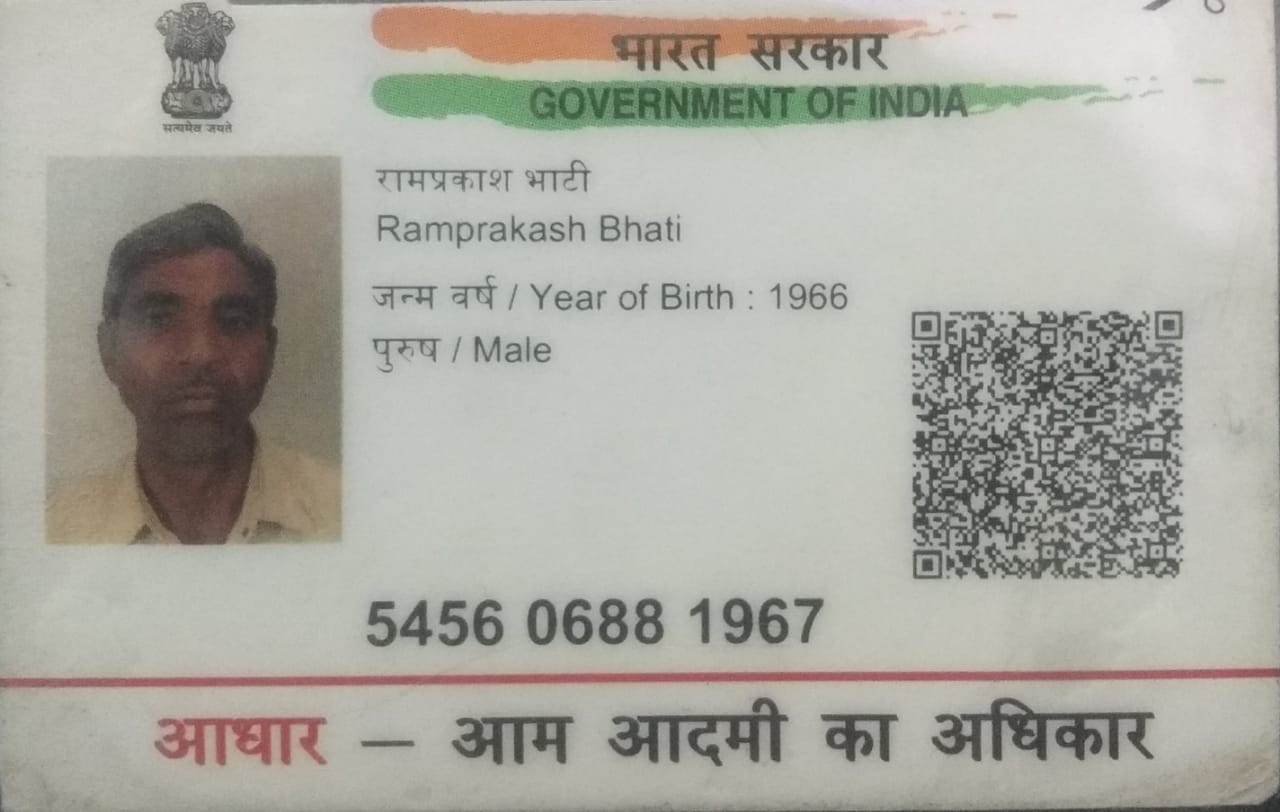 भारत सरकार
GOVERNMENT OF INDIA
सत्यमेव जयते
रामप्रकाश भाटी
Ramprakash Bhati
जन्म वर्ष / Year of Birth : 1966
पुरुष / Male
5456 0688 1967
आधार — आम आदमी का अधिकार